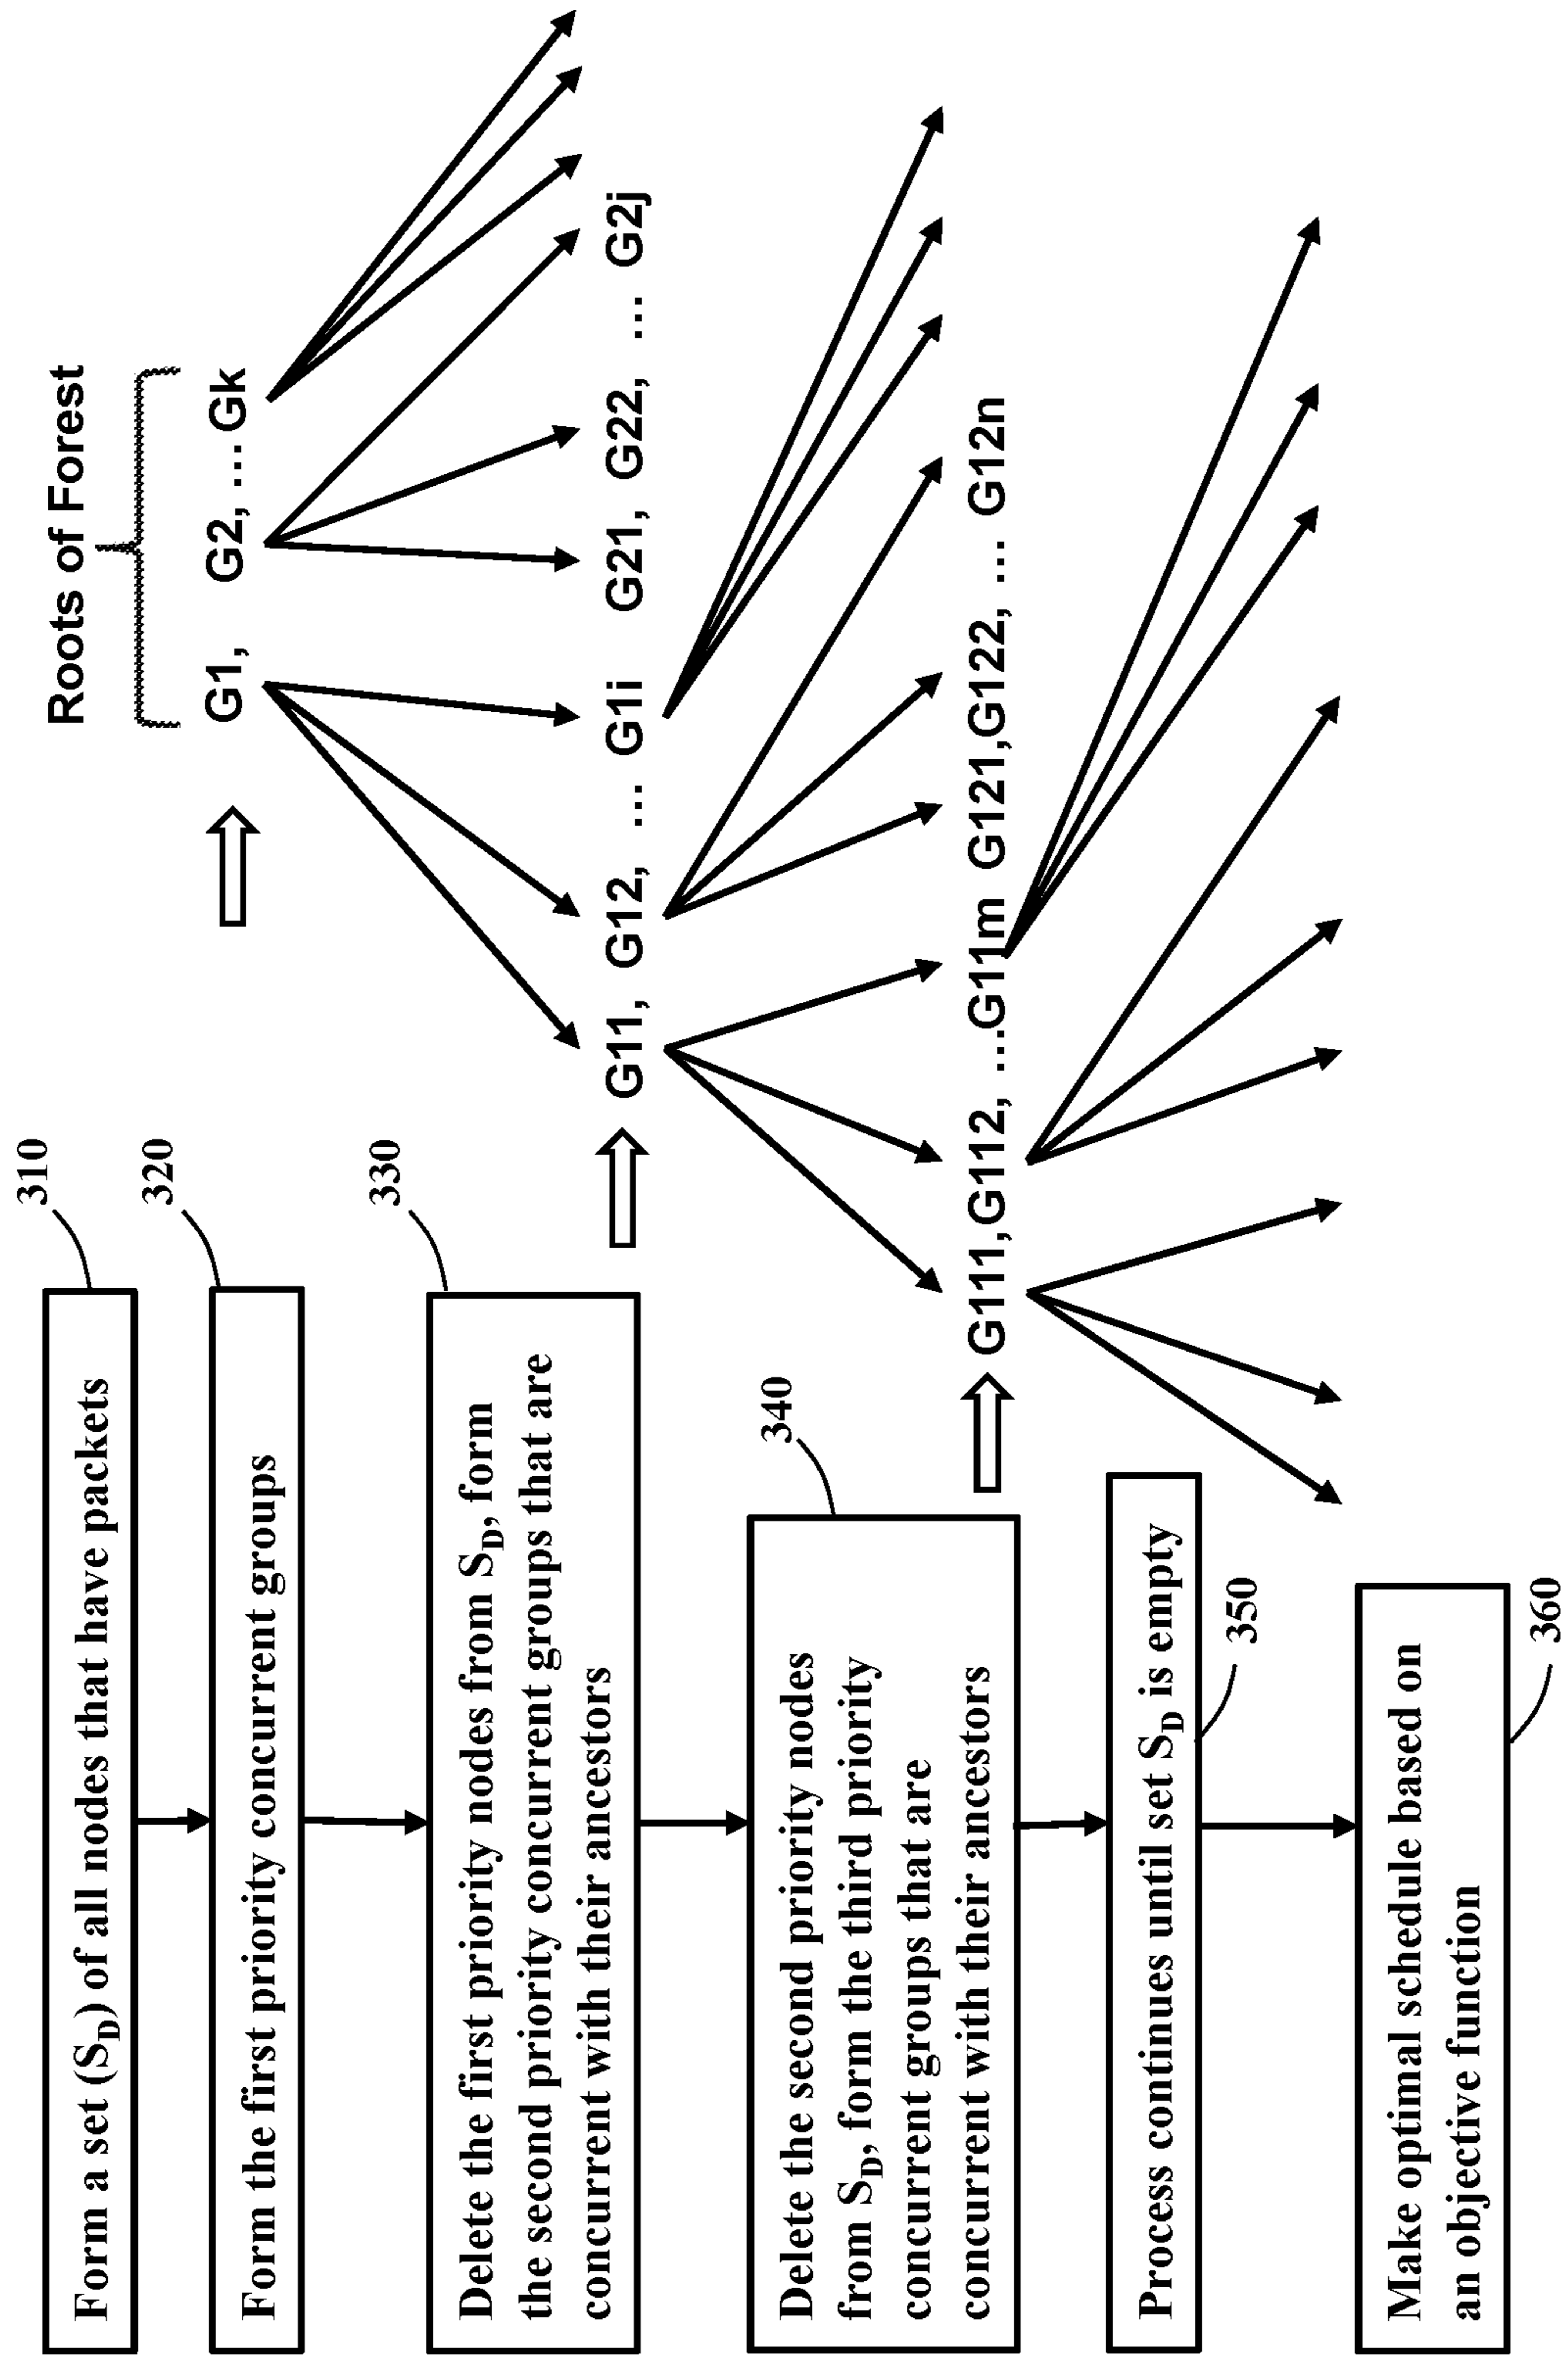 Roots of Forest
310
Form a set (SD) of all nodes that have packets
320
Form the first priority concurrent groups
G1, G2, ...Gk
330
Delete the first priority nodes from SD, form
the second priority concurrent groups that are
concurrent with their ancestors
G11, G12, ... G1i G21, G22, ... G2j
340
Delete the second priority nodes
from SD, form the third priority
concurrent groups that are
concurrent with their ancestors
G111,G112, ...G11m G121,G122, ... G12n
Process continues until set SD is empty
350
Make optimal schedule based on
an objective function
360